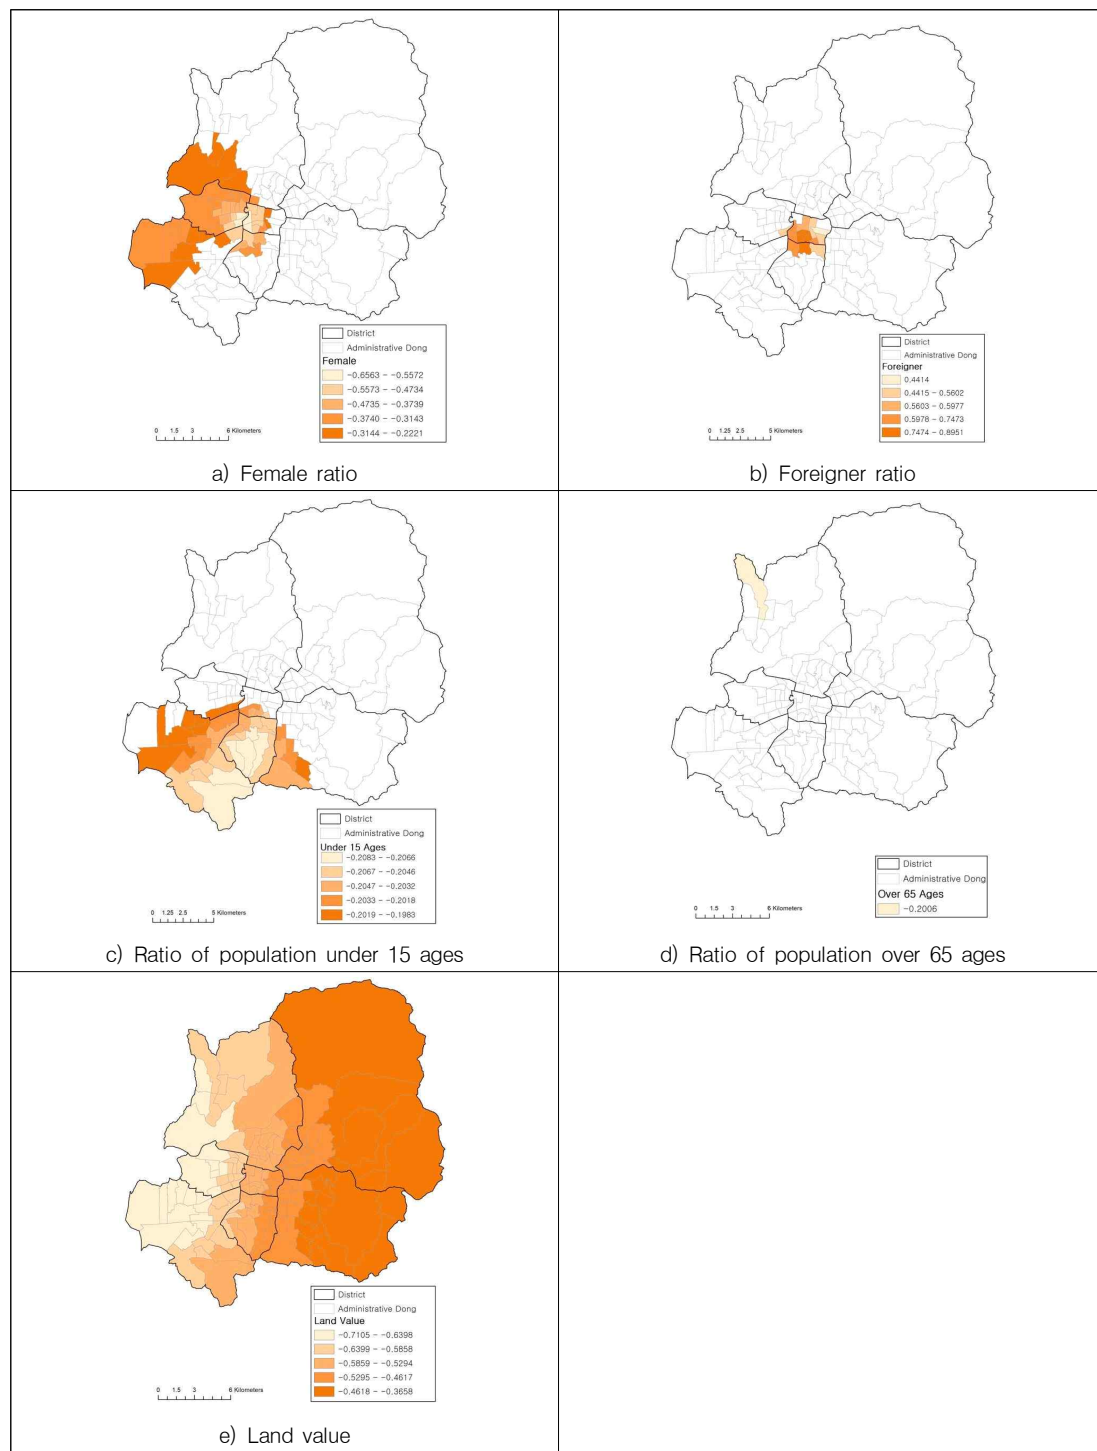 District
Administrative Dong
Female
-0.6563 - -0.5572
-0.5573 - -0.4734
-0.4735 - -0.3739
-0.3740 - -0.3143
-0.3144 - -0.2221
0 1.5 3 6 Kilometers
a) Female ratio
District
Administrative Dong
Foreigner
0.4414
0.4415 - 0.5602
0.5603 - 0.5977
0.5978 - 0.7473
0.7474 - 0.8951
0 1.25 2.5 5 Kilometers
b) Foreigner ratio
District
Administrative Dong
Under 15 Ages
-0.2083 - -0.2066
-0.2067 - -0.2046
-0.2047 - -0.2032
-0.2033 - -0.2018
-0.2019 - -0.1983
0 1.25 2.5 5 Kilometers
c) Ratio of population under 15 ages
District
Administrative Dong
Over 65 Ages
-0.2006
0 1.5 3 6 Kilometers
d) Ratio of population over 65 ages
District
Administrative Dong
Land Value
-0.7105 - -0.6398
-0.6399 - -0.5858
-0.5859 - -0.5294
-0.5295 - -0.4617
-0.4618 - -0.3658
0 1.5 3 6 Kilometers
e) Land value